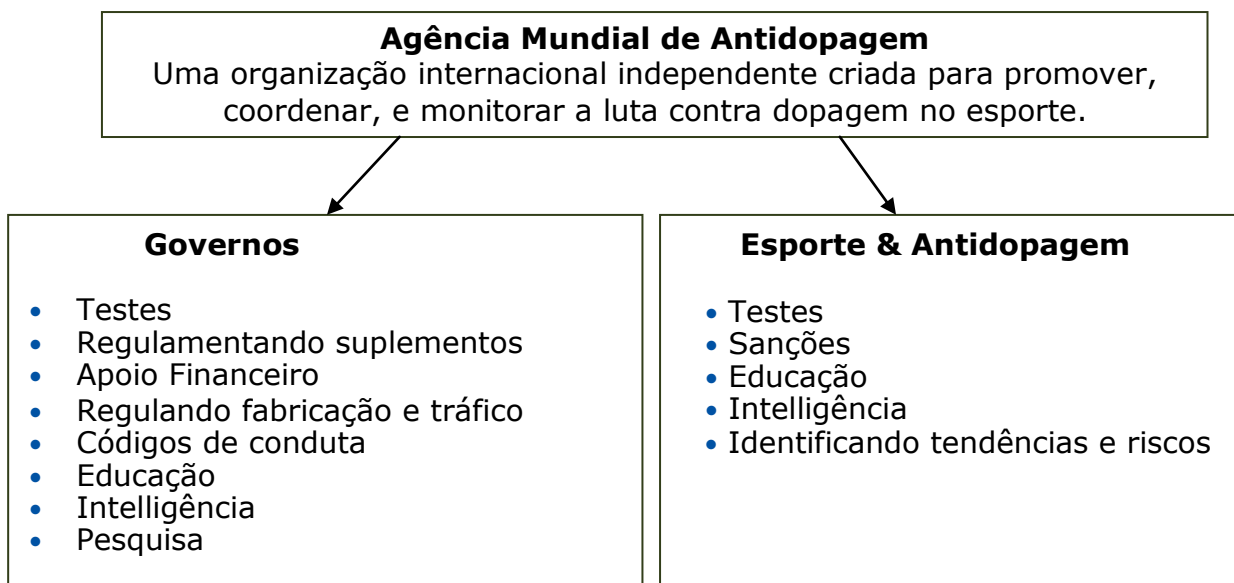 Agência Mundial de Antidopagem
Uma organização internacional independente criada para promover,
coordenar, e monitorar a luta contra dopagem no esporte.
Governos
• Testes
• Regulamentando suplementos
• Apoio Financeiro
• Regulando fabricação e tráfico
• Códigos de conduta
• Educação
• Intelligência
• Pesquisa
Esporte & Antidopagem
• Testes
• Sanções
• Educação
• Intelligência
• Identificando tendências e riscos